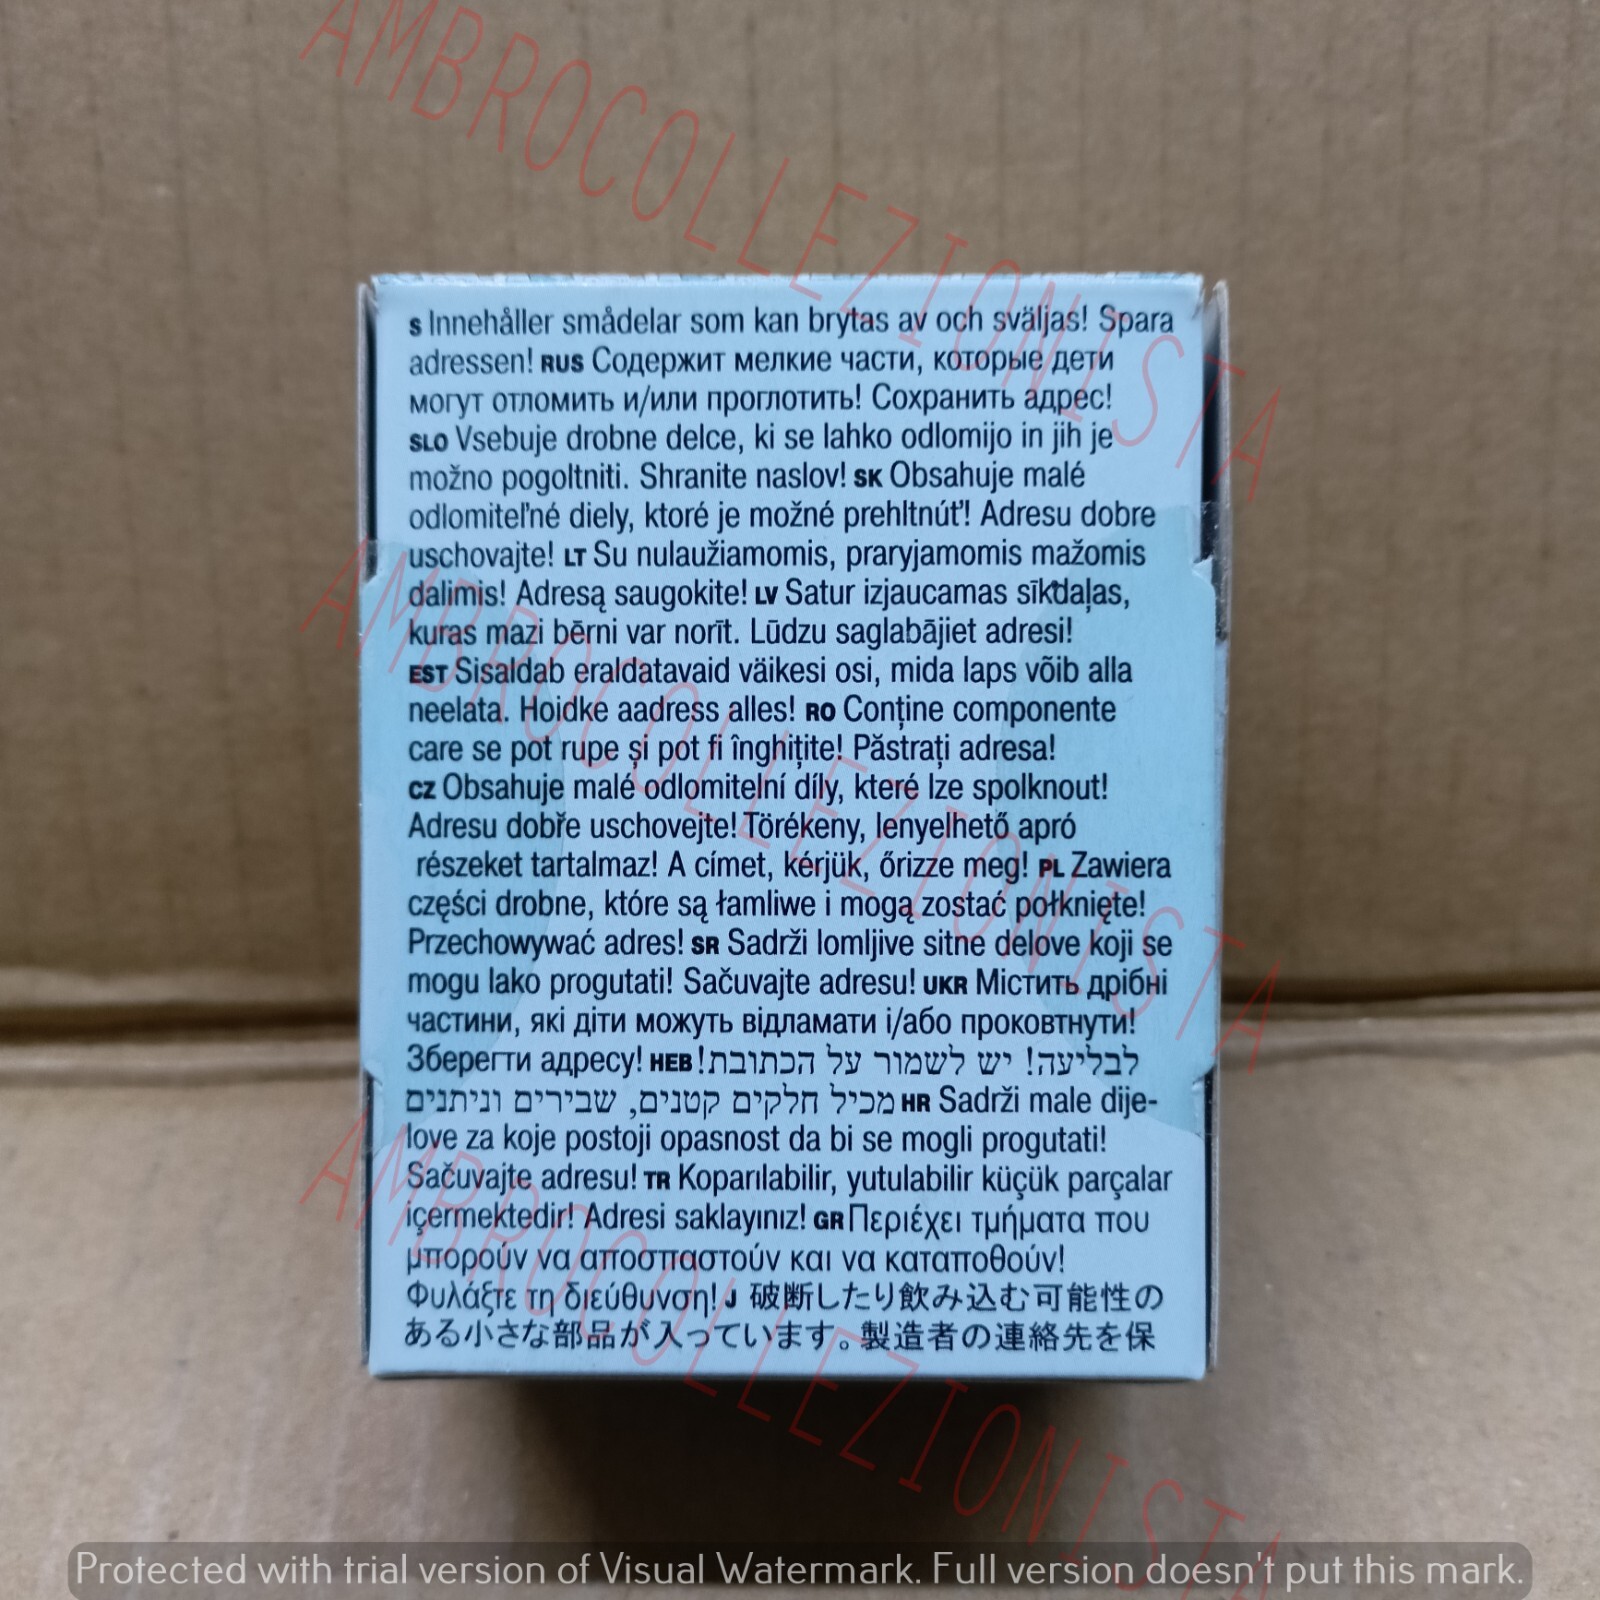 S Innehåller smådelar som kan brytas av och sväljas! Spara
adressen! RUS Содержит мелкие части, которые дети
могут отломить и/или проглотить! Сохранить адрес!
SLO Vsebuje drobne delce, ki se lahko odlomijo in jih je
možno pogoltniti. Shranite naslov! SK Obsahuje malé
odlomiteľné diely, ktoré je možné prehltnúť! Adresu dobre
uschovajte! LT Su nulaužiamomis, praryjamomis mažomis
dalimis! Adresą saugokite! LV Satur izjaucamas sīkdaļas,
kuras mazi bērni var norīt. Lūdzu saglabājiet adresi!
EST Sisaldab eraldatavaid väikesi osi, mida laps võib alla
neelata. Hoidke aadress alles! RO Conține componente
care se pot rupe și pot fi înghițite! Păstrați adresa!
CZ Obsahuje malé odlomitelní díly, které lze spolknout!
Adresu dobře uschovejte! Törékeny, lenyelhető apró
részeket tartalmaz! A címet, kérjük, őrizze meg! PL Zawiera
części drobne, które są łamliwe i mogą zostać połknięte!
Przechowywać adres! SR Sadrži lomljive sitne delove koji se
mogu lako progutati! Sačuvajte adresu! UKR Містить дрібні
частини, які діти можуть відламати і/або проковтнути!
Зберегти адресу! HEB לבליעה! יש לשמור על הכתובת!
מכיל חלקים קטנים, שבירים וניתנים HR Sadrži male dije-
love za koje postoji opasnost da bi se mogli progutati!
Sačuvajte adresu! TR Koparılabilir, yutulabilir küçük parçalar
içermektedir! Adresi saklayınız! GR Περιέχει τμήματα που
μπορούν να αποσπαστούν και να καταποθούν!
Φυλάξτε τη διεύθυνση! J 破断したり飲み込む可能性の
ある小さな部品が入っています。製造者の連絡先を保
AMBROCOLLEZIONISTA
AMBROCOLLEZIONISTA
AMBROCOLLEZIONISTA
Protected with trial version of Visual Watermark. Full version doesn't put this mark.